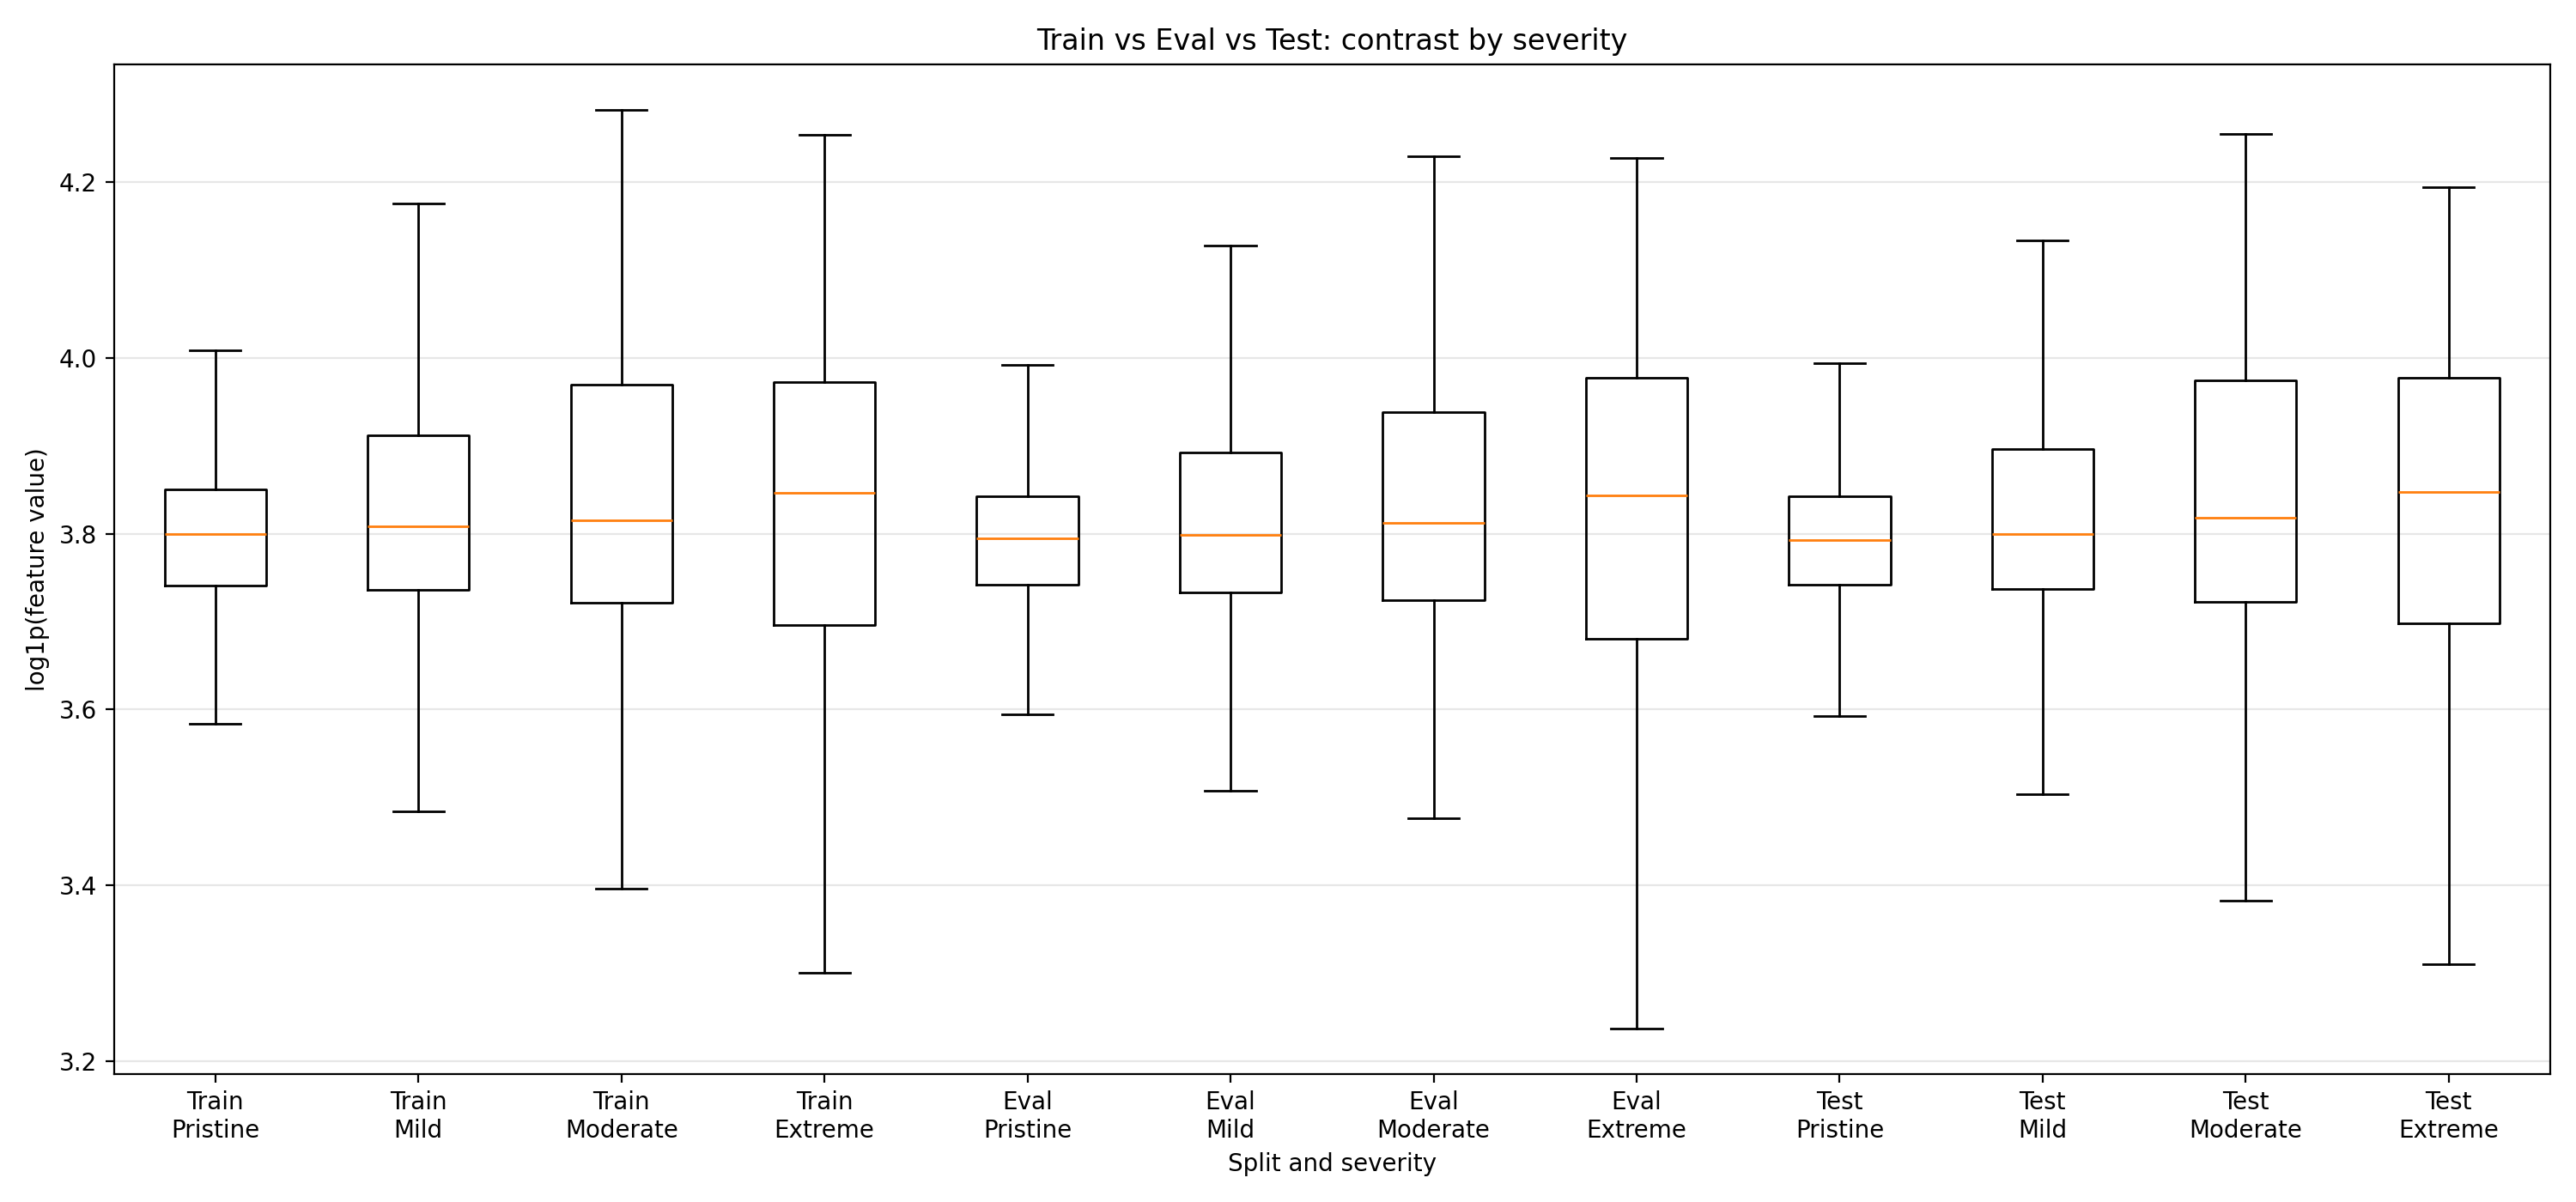 Train vs Eval vs Test: contrast by severity
log1p(feature value)
4.2
4.0
3.8
3.6
3.4
3.2
Train
Pristine
Train
Mild
Train
Moderate
Train
Extreme
Eval
Pristine
Eval
Mild
Eval
Moderate
Eval
Extreme
Test
Pristine
Test
Mild
Test
Moderate
Test
Extreme
Split and severity